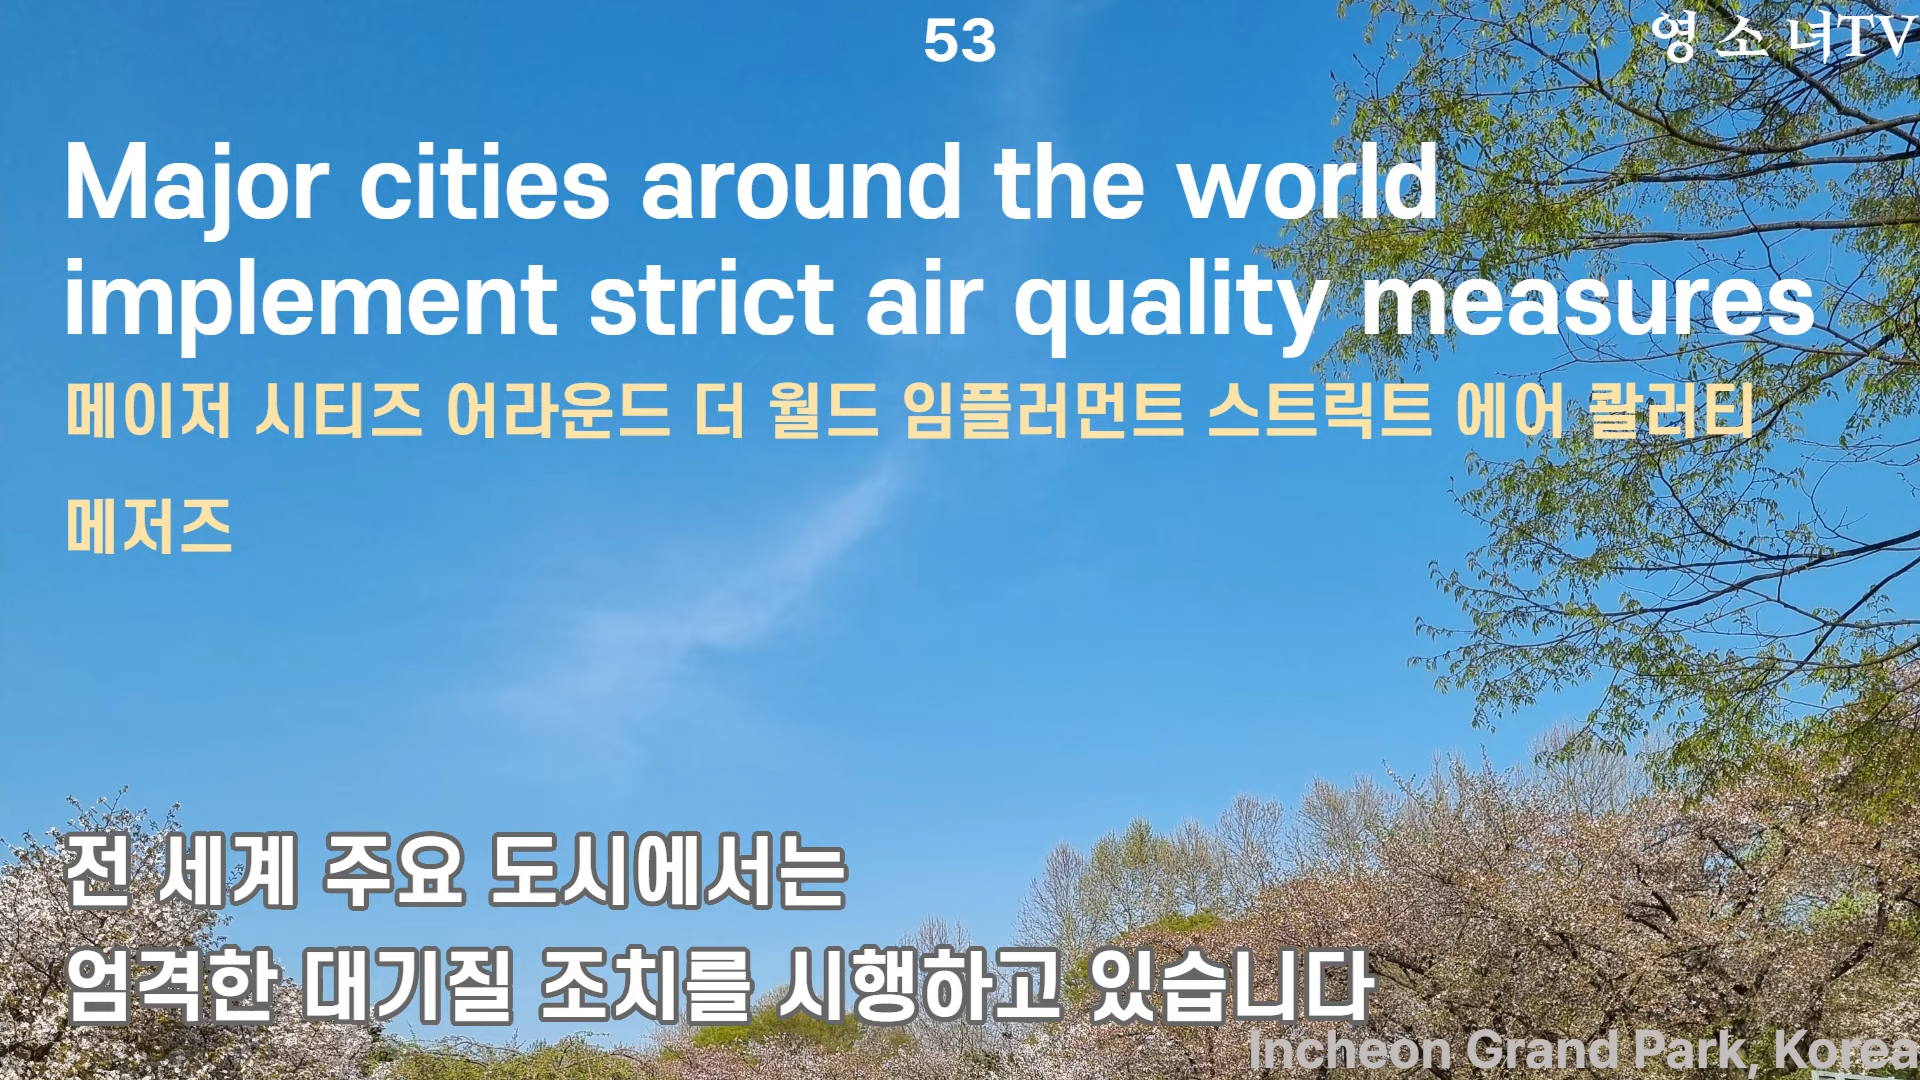 53
영소녀TV
Major cities around the world
implement strict air quality measures
메이저 시티즈 어라운드 더 월드 임플러먼트 스트릭트 에어 콸러티
메저즈
전 세계 주요 도시에서는
엄격한 대기질 조치를 시행하고 있습니다
Incheon Grand Park, Korea